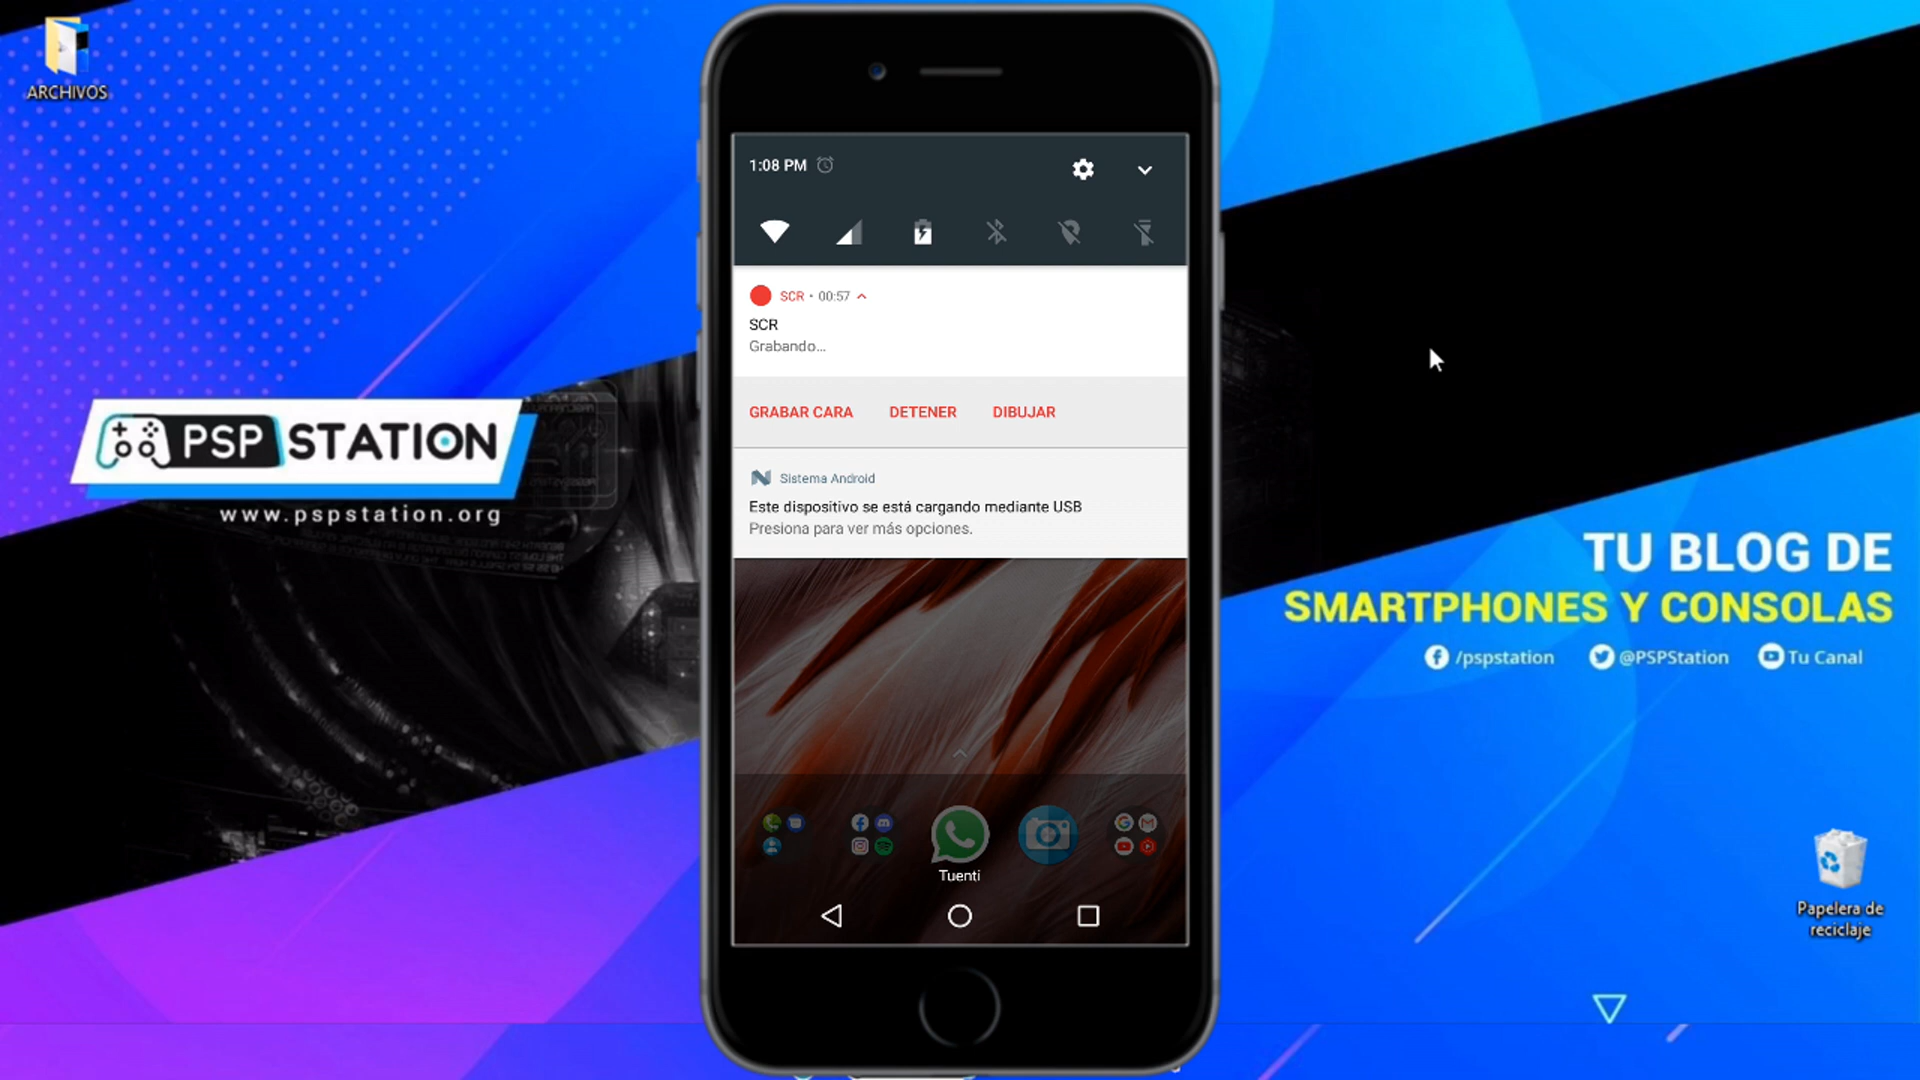 ARCHIVOS
PSP STATION
www.pspstation.org
1:08 PM
SCR • 00:57
SCR
Grabando...
GRABAR CARA DETENER DIBUJAR
Sistema Android
Este dispositivo se está cargando mediante USB
Presiona para ver más opciones.
Tuenti
TU BLOG DE
SMARTPHONES Y CONSOLAS
/pspstation @PSPStation Tu Canal
Papelera de
reciclaje